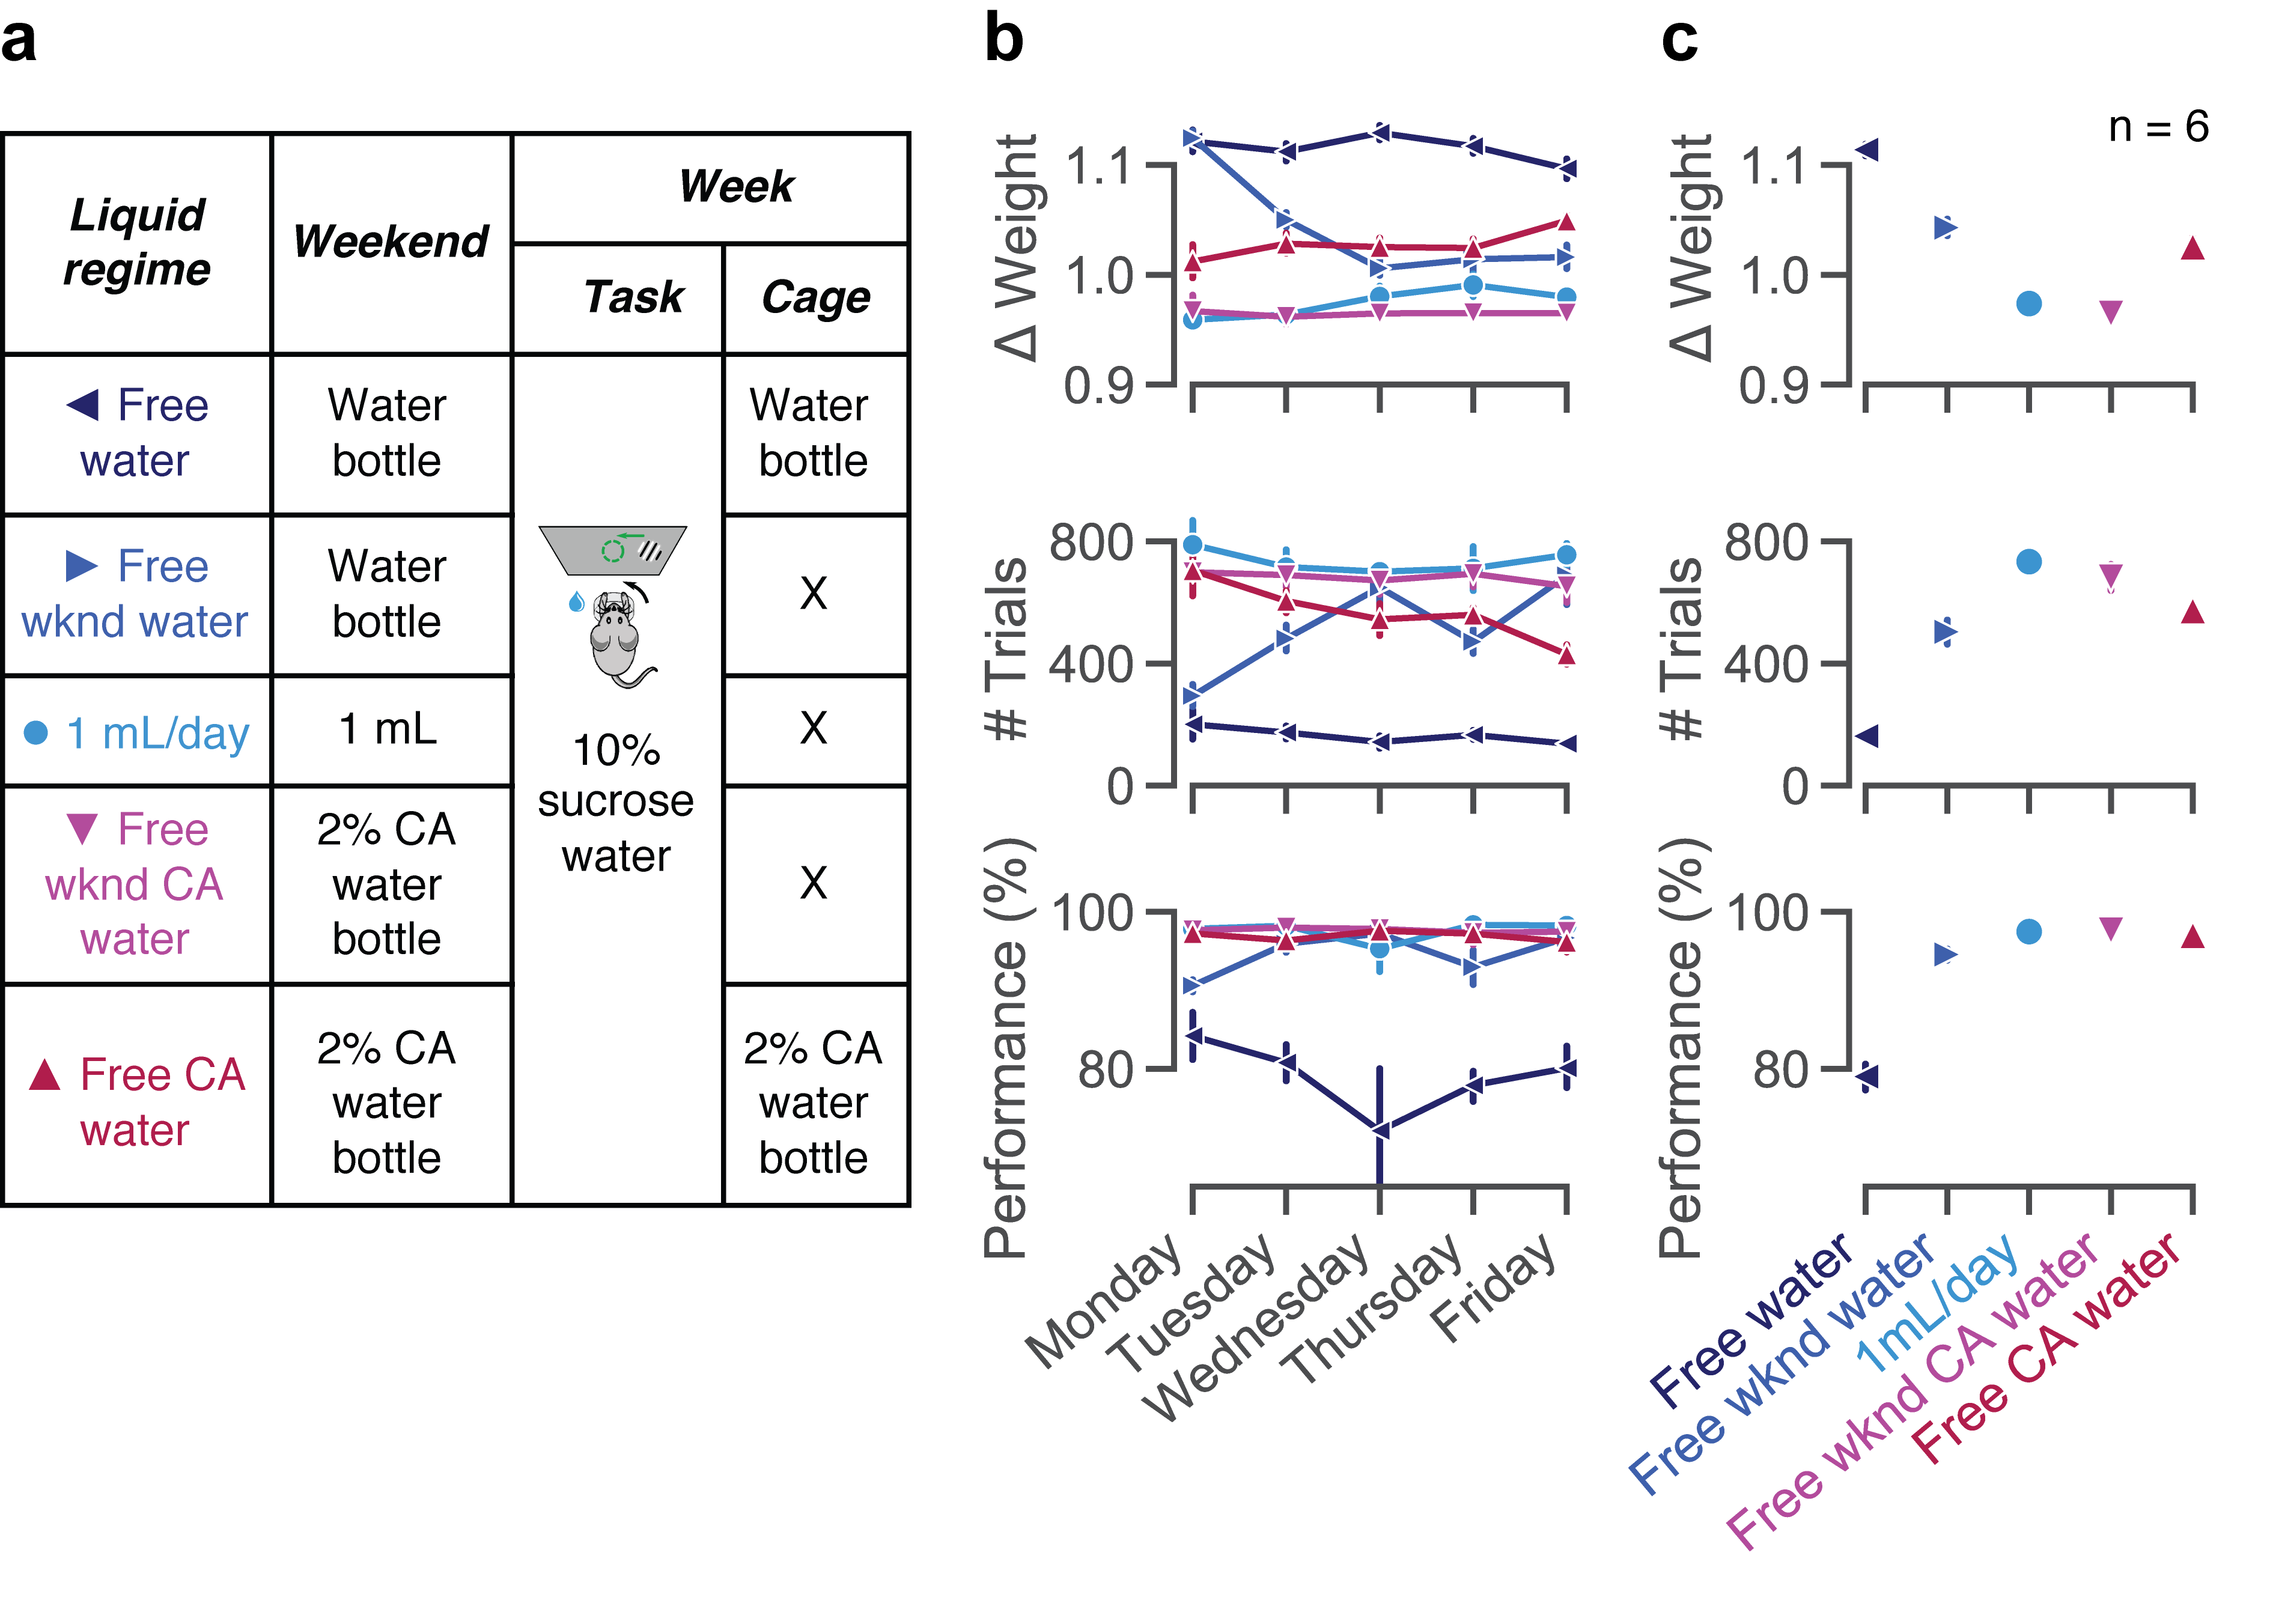 a
Liquid
regime
Weekend
Week
Task
Cage
Free
water
Water
bottle
Water
bottle
Free
wknd water
Water
bottle
X
1 mL/day
1 mL
X
Free
wknd CA
water
2% CA
water
bottle
X
Free CA
water
2% CA
water
bottle
2% CA
water
bottle
10%
sucrose
water
b
Δ Weight
1.1
1.0
0.9
# Trials
800
400
0
Performance (%)
100
80
Monday
Tuesday
Wednesday
Thursday
Friday
c
n = 6
Δ Weight
1.1
1.0
0.9
# Trials
800
400
0
Performance (%)
100
80
Free water
Free wknd water
1mL/day
Free wknd CA water
Free CA water